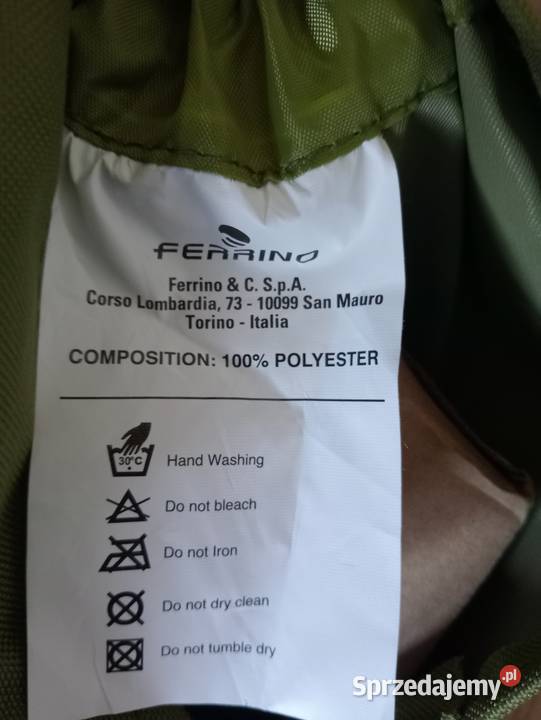 FERRINO
Ferrino & C. S.p.A.
Corso Lombardia, 73 - 10099 San Mauro
Torino - Italia
COMPOSITION: 100% POLYESTER
30°C
Hand Washing
Do not bleach
Do not Iron
Do not dry clean
Do not tumble dry
Sprzedajemy.pl